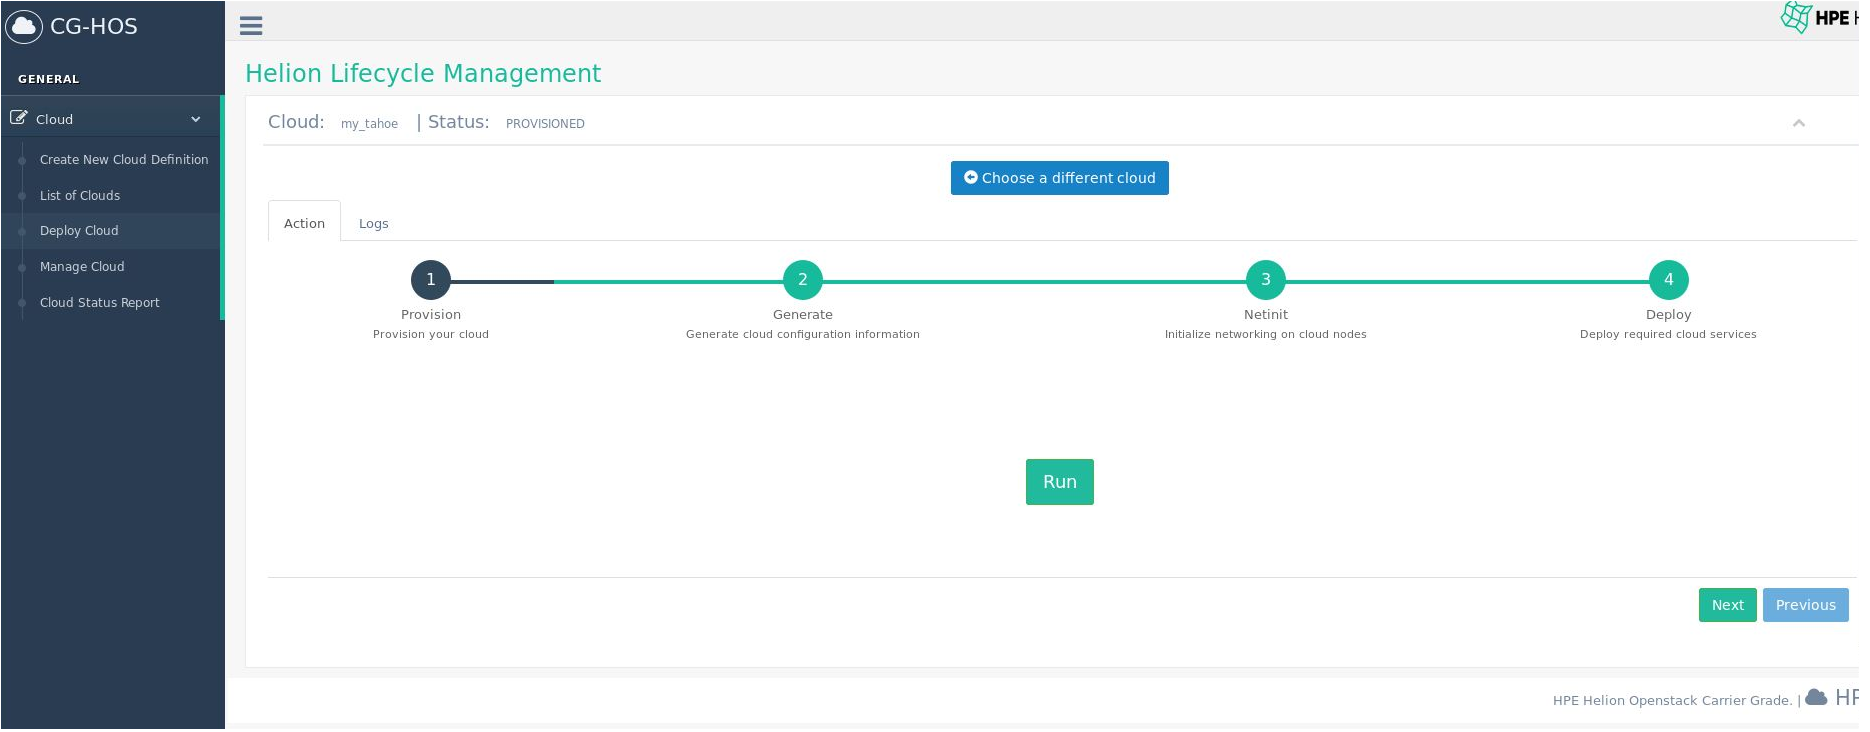 CG-HOS
HPE H
GENERAL
Cloud
Create New Cloud Definition
List of Clouds
Deploy Cloud
Manage Cloud
Cloud Status Report
Helion Lifecycle Management
Cloud: my_tahoe | Status: PROVISIONED
Choose a different cloud
Action Logs
1 2 3 4
Provision Generate Netinit Deploy
Provision your cloud Generate cloud configuration information Initialize networking on cloud nodes Deploy required cloud services
Run
Next Previous
HPE Helion Openstack Carrier Grade. | HP